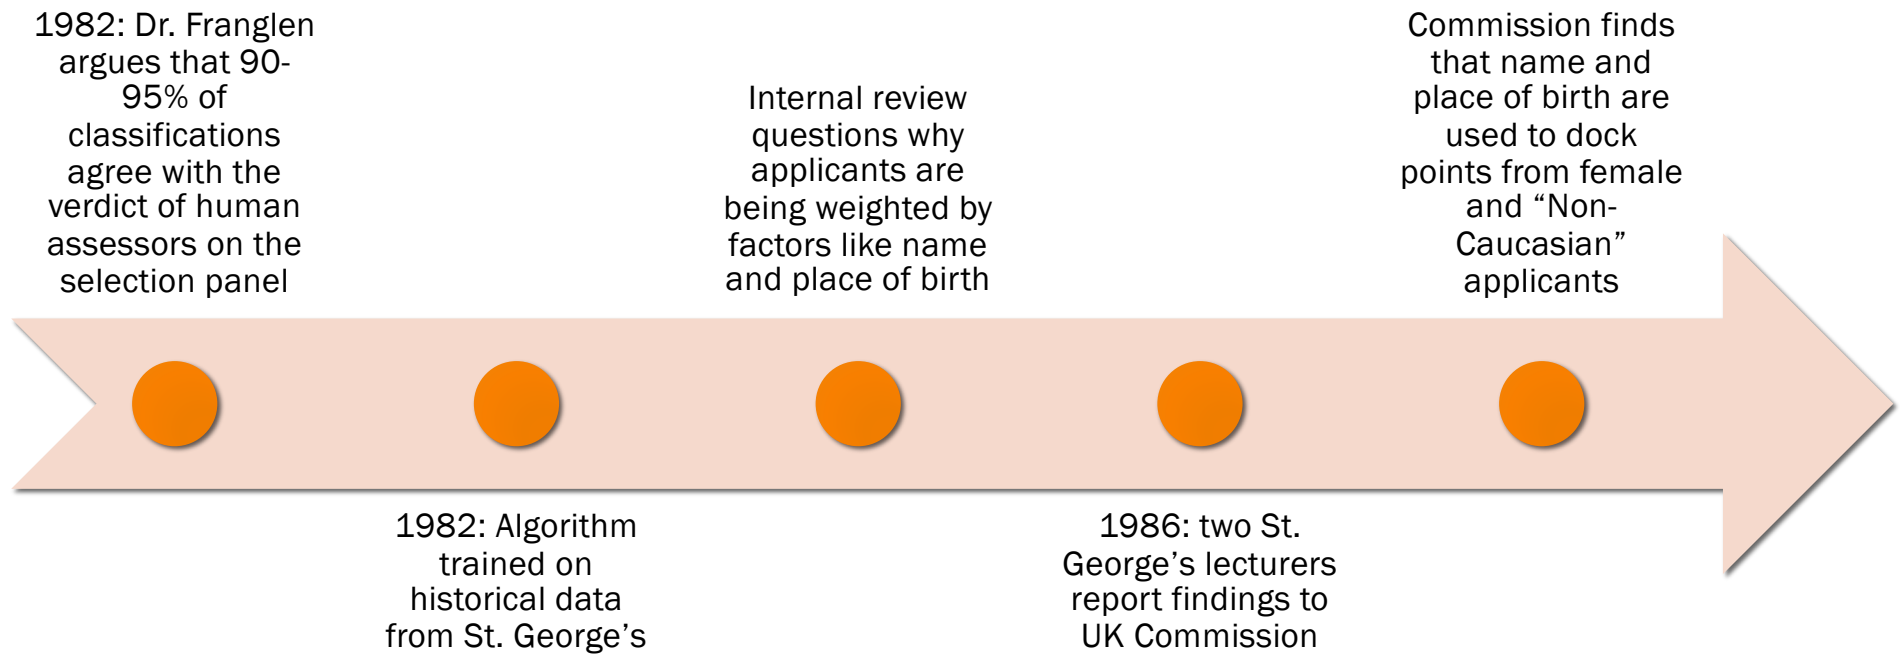 1982: Dr. Franglen
argues that 90-
95% of
classifications
agree with the
verdict of human
assessors on the
selection panel
1982: Algorithm
trained on
historical data
from St. George’s
Internal review
questions why
applicants are
being weighted by
factors like name
and place of birth
1986: two St.
George’s lecturers
report findings to
UK Commission
Commission finds
that name and
place of birth are
used to dock
points from female
and “Non-
Caucasian”
applicants